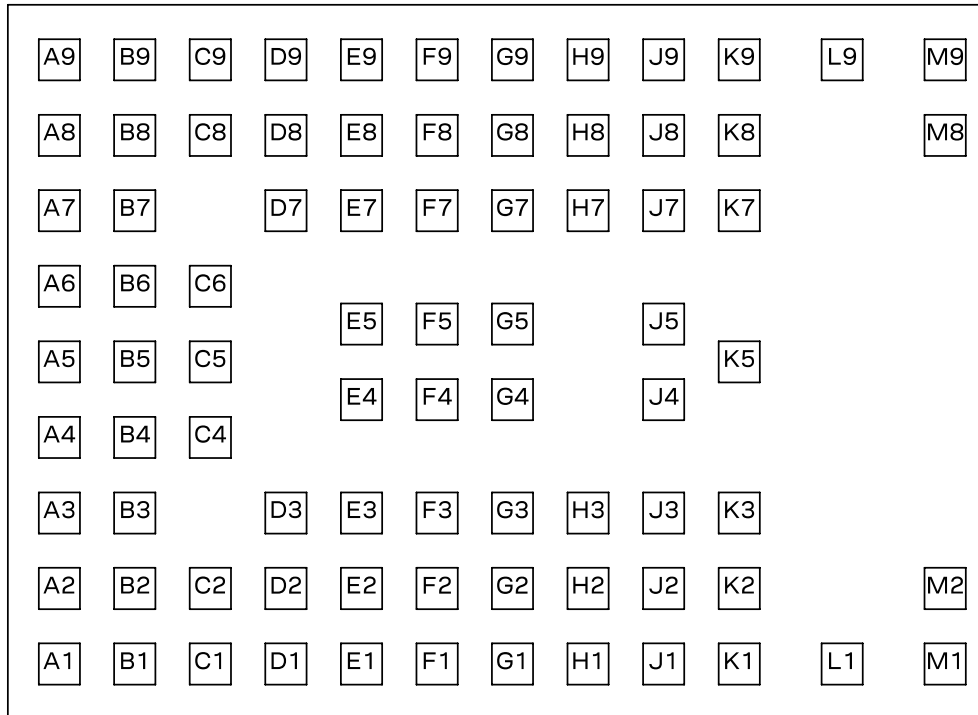 A9 B9 C9 D9 E9 F9 G9 H9 J9 K9 L9 M9
A8 B8 C8 D8 E8 F8 G8 H8 J8 K8 M8
A7 B7 D7 E7 F7 G7 H7 J7 K7
A6 B6 C6
E5 F5 G5 J5
A5 B5 C5 K5
E4 F4 G4 J4
A4 B4 C4
A3 B3 D3 E3 F3 G3 H3 J3 K3
A2 B2 C2 D2 E2 F2 G2 H2 J2 K2 M2
A1 B1 C1 D1 E1 F1 G1 H1 J1 K1 L1 M1